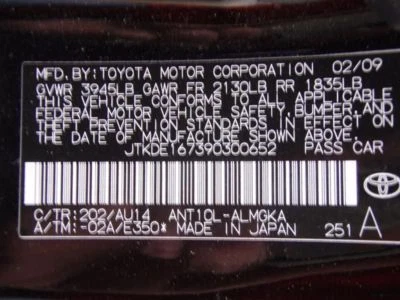 MFD.BY:TOYOTA MOTOR CORPORATION 02/09
GVWR 3945LB GAWR FR 2130LB RR 1835LB
THIS VEHICLE CONFORMS TO ALL APPLICABLE
FEDERAL MOTOR VEHICLE SAFETY, BUMPER, AND
THEFT PREVENTION STANDARDS IN EFFECT ON
THE DATE OF MANUFACTURE SHOWN ABOVE.
JTKDE167390300652 PASS CAR
TOYOTA
C/TR:202/AU14 ANT10L-ALMGKA
A/TM:-02A/E350* MADE IN JAPAN 251 A